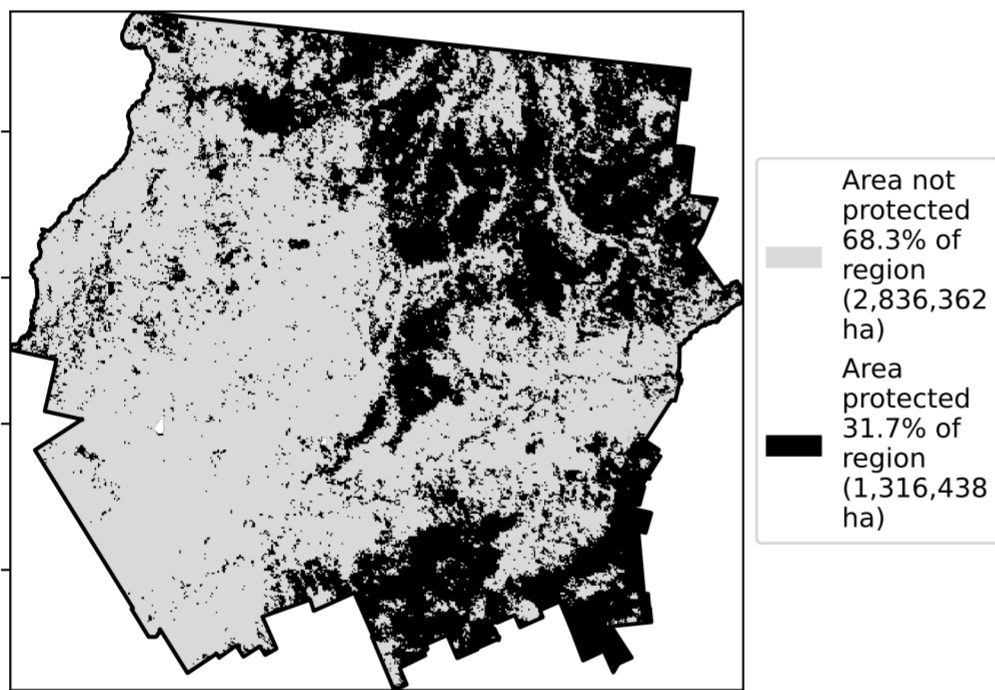 Area not
protected
68.3% of
region
(2,836,362
ha)
Area
protected
31.7% of
region
(1,316,438
ha)